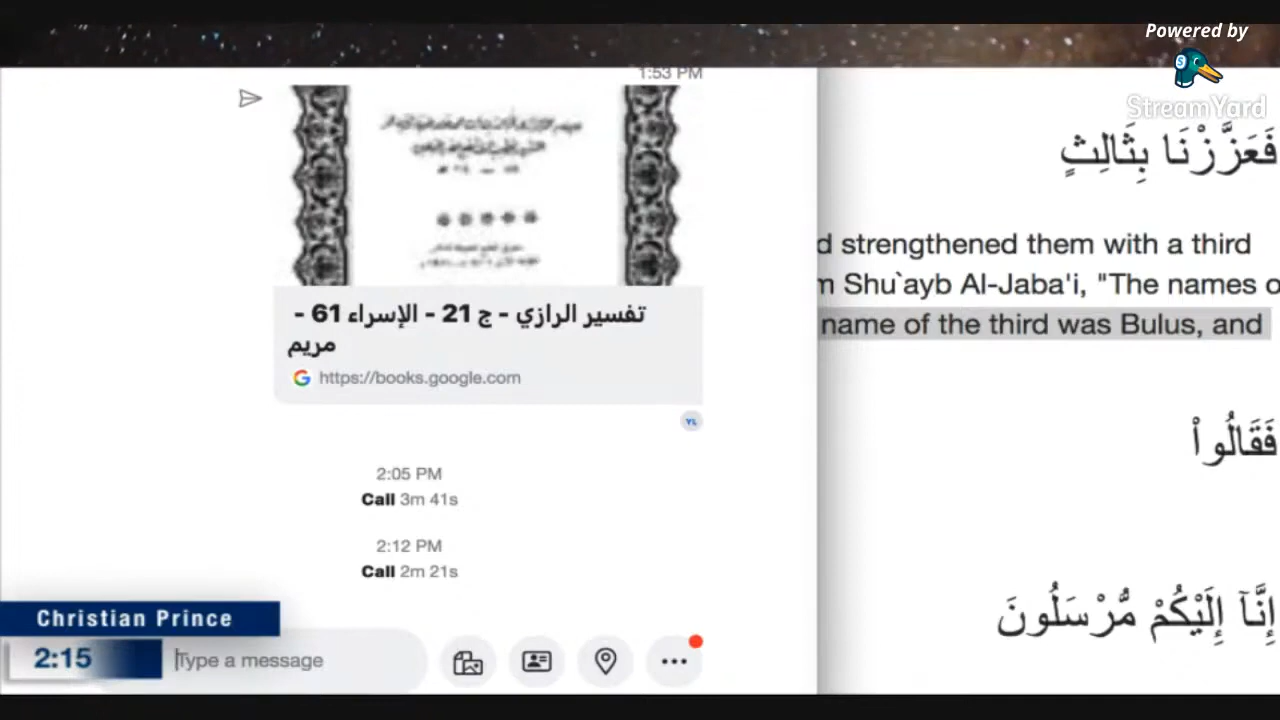 Powered by
StreamYard
1:53 PM
تفسير الرازي - ج 21 - الإسراء 61 -
مريم
https://books.google.com
2:05 PM
Call 3m 41s
2:12 PM
Call 2m 21s
Christian Prince
2:15
Type a message
فَعَزَّزْنَا بِثَالِثٍ
d strengthened them with a third
m Shu`ayb Al-Jaba'i, "The names o
name of the third was Bulus, and
فَقَالُواْ
إِنَّآ إِلَيْكُمْ مُّرْسَلُونَ